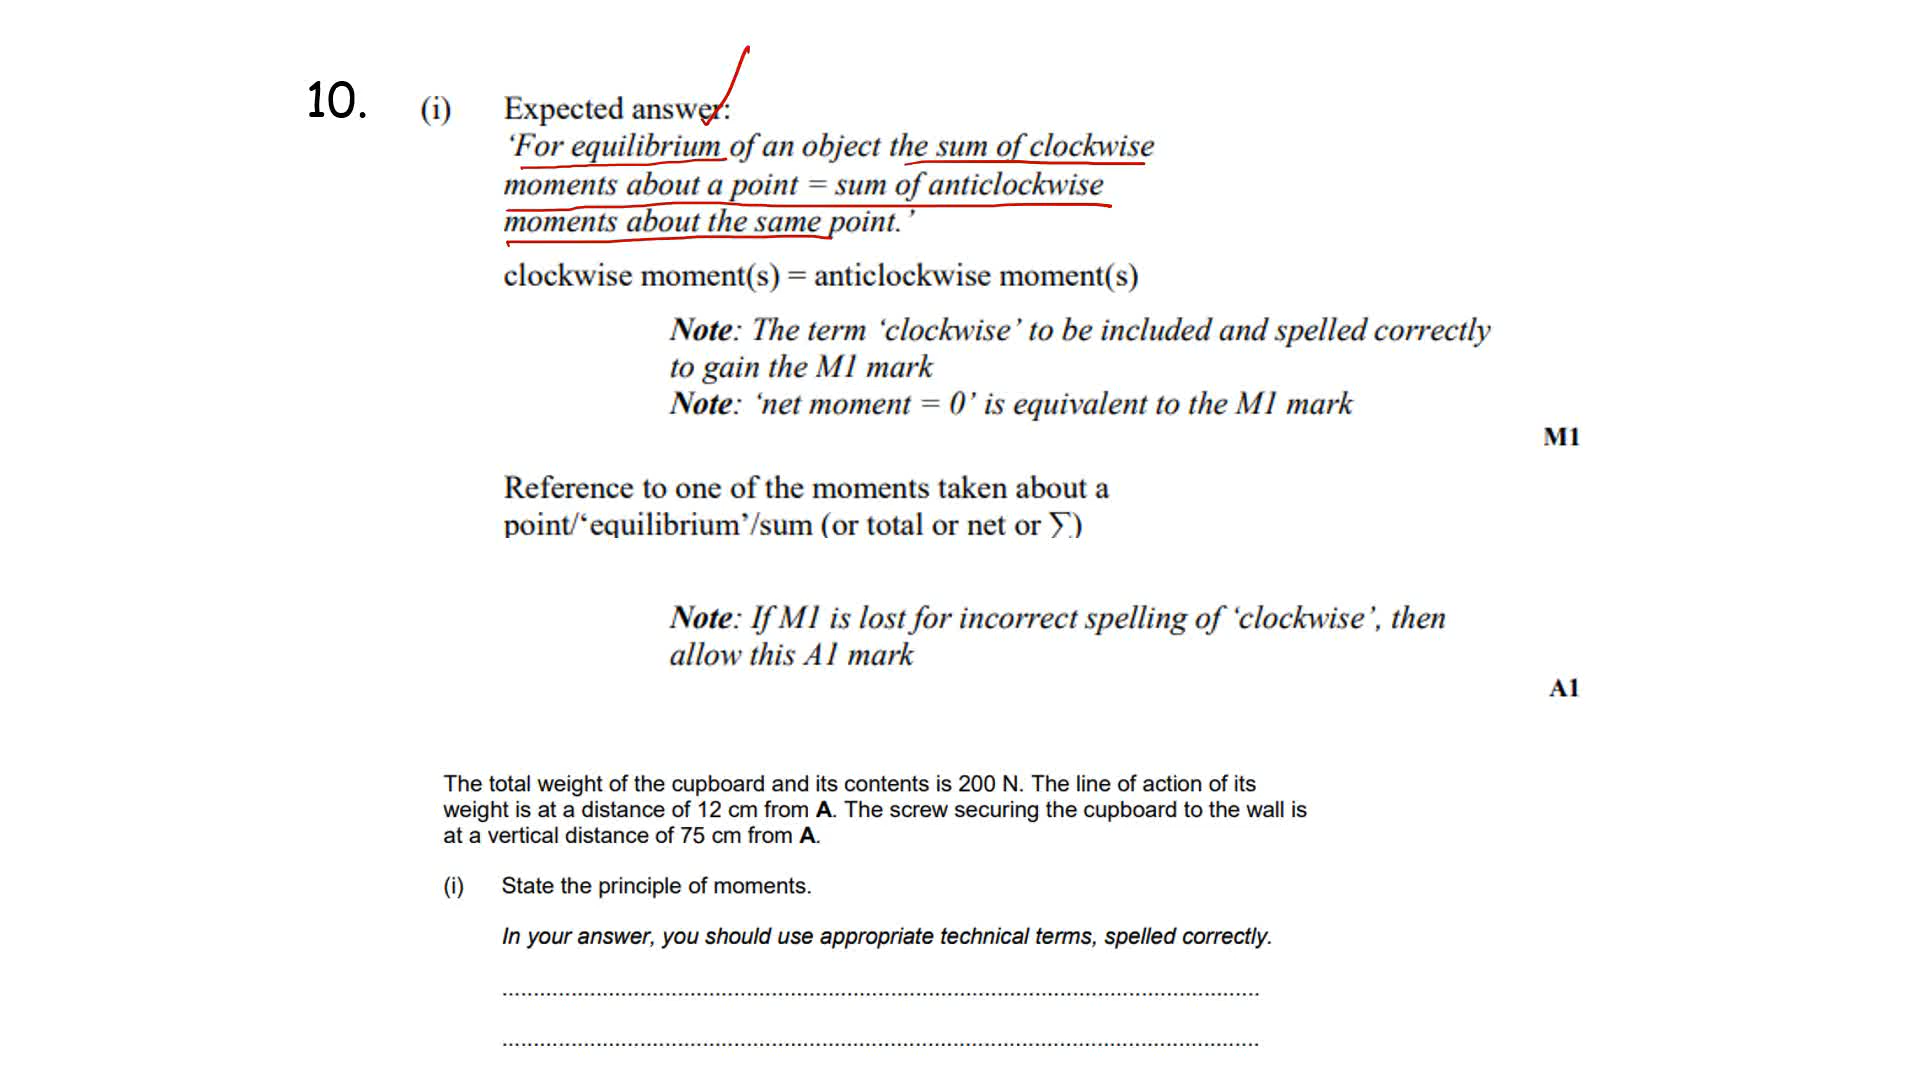 10.
(i) Expected answer:
‘For equilibrium of an object the sum of clockwise
moments about a point = sum of anticlockwise
moments about the same point.’
clockwise moment(s) = anticlockwise moment(s)
Note: The term ‘clockwise’ to be included and spelled correctly
to gain the M1 mark
Note: ‘net moment = 0’ is equivalent to the M1 mark
M1
Reference to one of the moments taken about a
point/‘equilibrium’/sum (or total or net or ∑)
Note: If M1 is lost for incorrect spelling of ‘clockwise’, then
allow this A1 mark
A1
The total weight of the cupboard and its contents is 200 N. The line of action of its
weight is at a distance of 12 cm from A. The screw securing the cupboard to the wall is
at a vertical distance of 75 cm from A.
(i) State the principle of moments.
In your answer, you should use appropriate technical terms, spelled correctly.